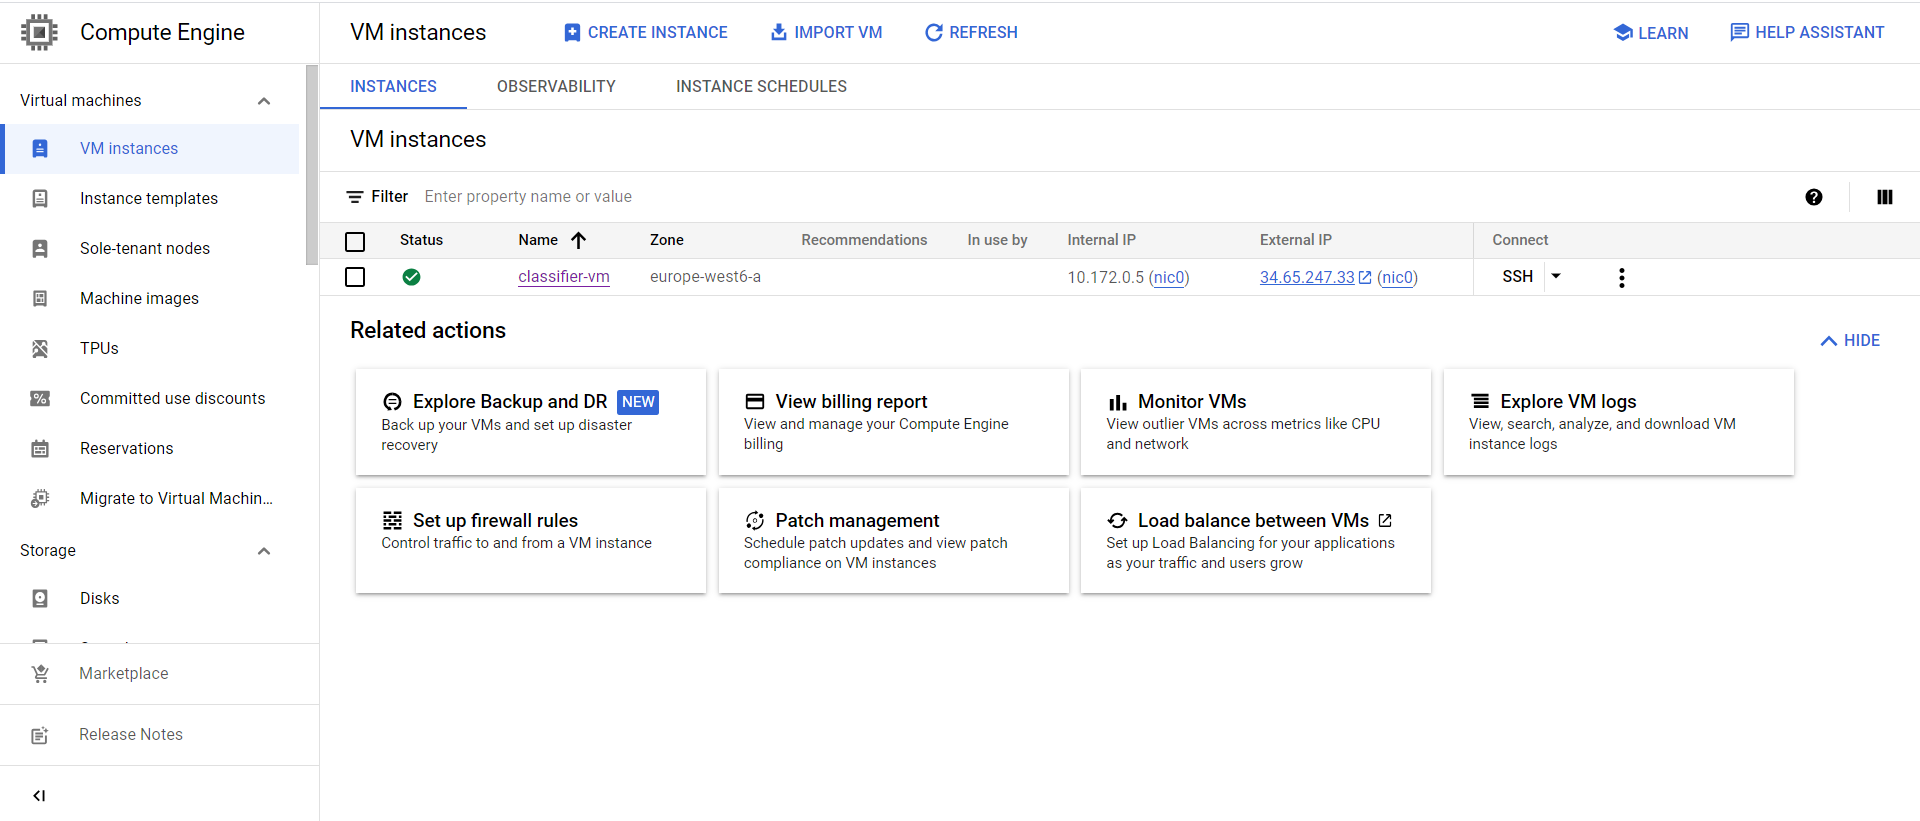 Compute Engine
VM instances
CREATE INSTANCE
IMPORT VM
REFRESH
LEARN
HELP ASSISTANT
Virtual machines
VM instances
Instance templates
Sole-tenant nodes
Machine images
TPUs
Committed use discounts
Reservations
Migrate to Virtual Machin...
Storage
Disks
Marketplace
Release Notes
INSTANCES
OBSERVABILITY
INSTANCE SCHEDULES
VM instances
Filter Enter property name or value
Status Name Zone Recommendations In use by Internal IP External IP Connect
classifier-vm europe-west6-a 10.172.0.5 (nic0) 34.65.247.33 (nic0) SSH
Related actions
HIDE
Explore Backup and DR NEW
Back up your VMs and set up disaster
recovery
View billing report
View and manage your Compute Engine
billing
Monitor VMs
View outlier VMs across metrics like CPU
and network
Explore VM logs
View, search, analyze, and download VM
instance logs
Set up firewall rules
Control traffic to and from a VM instance
Patch management
Schedule patch updates and view patch
compliance on VM instances
Load balance between VMs
Set up Load Balancing for your applications
as your traffic and users grow